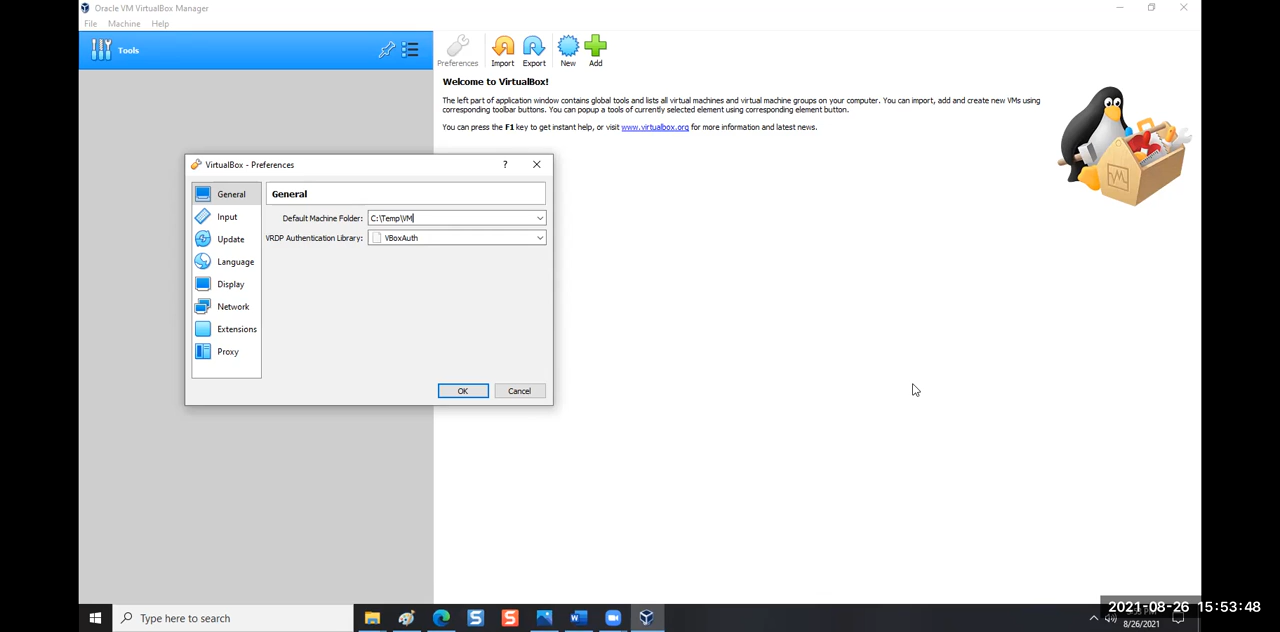 Oracle VM VirtualBox Manager
File Machine Help
Tools
Preferences Import Export New Add
Welcome to VirtualBox!
The left part of application window contains global tools and lists all virtual machines and virtual machine groups on your computer. You can import, add and create new VMs using
corresponding toolbar buttons. You can popup a tools of currently selected element using corresponding element button.
You can press the F1 key to get instant help, or visit www.virtualbox.org for more information and latest news.
VirtualBox - Preferences ?
General
Input
Update
Language
Display
Network
Extensions
Proxy
General
Default Machine Folder: C:\Temp\VM
VRDP Authentication Library: VBoxAuth
OK Cancel
Type here to search
2021-08-26 15:53:48
8/26/2021